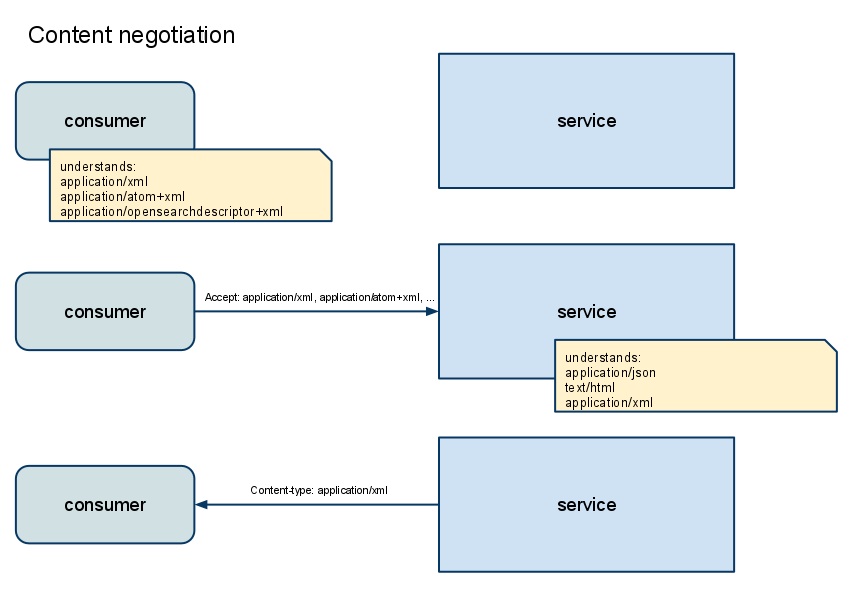 Content negotiation
consumer
service
understands:
application/xml
application/atom+xml
application/opensearchdescriptor+xml
consumer
Accept: application/xml, application/atom+xml, ...
service
understands:
application/json
text/html
application/xml
consumer
Content-type: application/xml
service